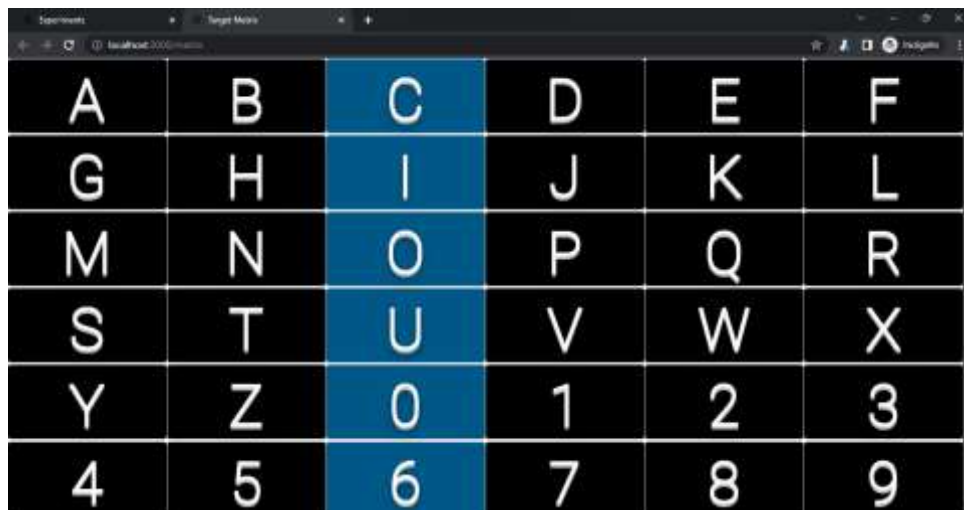 Experiments Target Matrix
localhost:3000/matrix Incognito
A B C D E F
G H I J K L
M N O P Q R
S T U V W X
Y Z 0 1 2 3
4 5 6 7 8 9